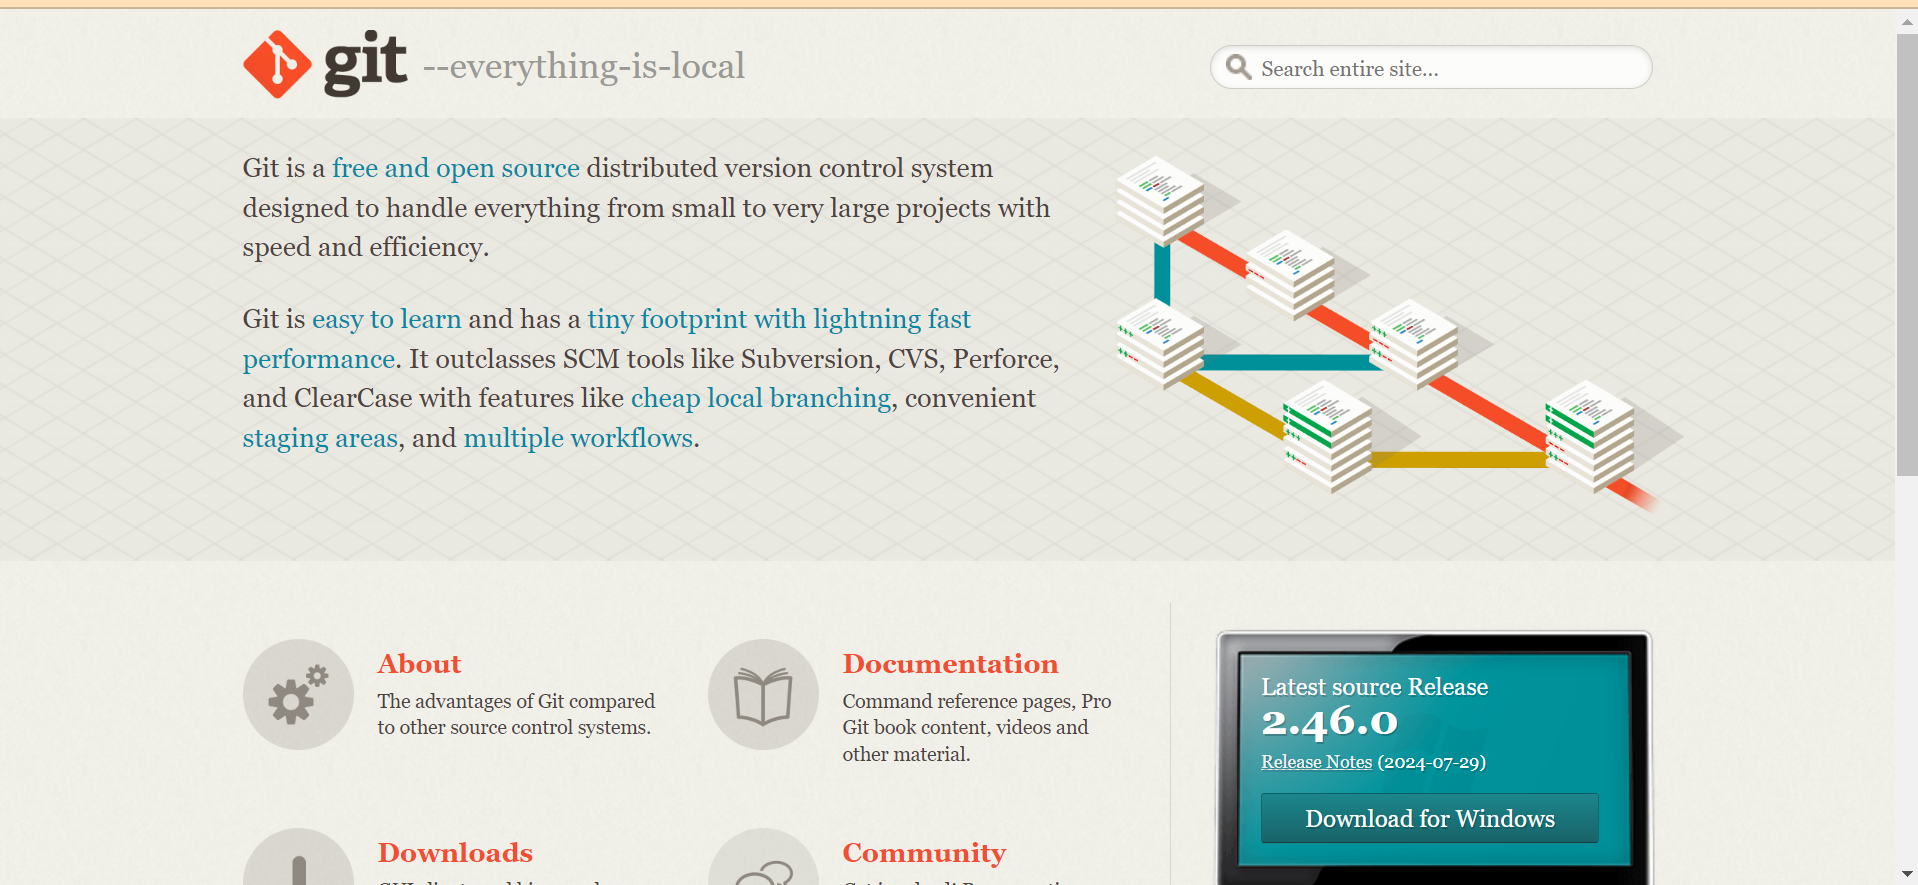 git --everything-is-local
Search entire site...
Git is a free and open source distributed version control system
designed to handle everything from small to very large projects with
speed and efficiency.
Git is easy to learn and has a tiny footprint with lightning fast
performance. It outclasses SCM tools like Subversion, CVS, Perforce,
and ClearCase with features like cheap local branching, convenient
staging areas, and multiple workflows.
About
The advantages of Git compared
to other source control systems.
Documentation
Command reference pages, Pro
Git book content, videos and
other material.
Downloads
Community
Latest source Release
2.46.0
Release Notes (2024-07-29)
Download for Windows